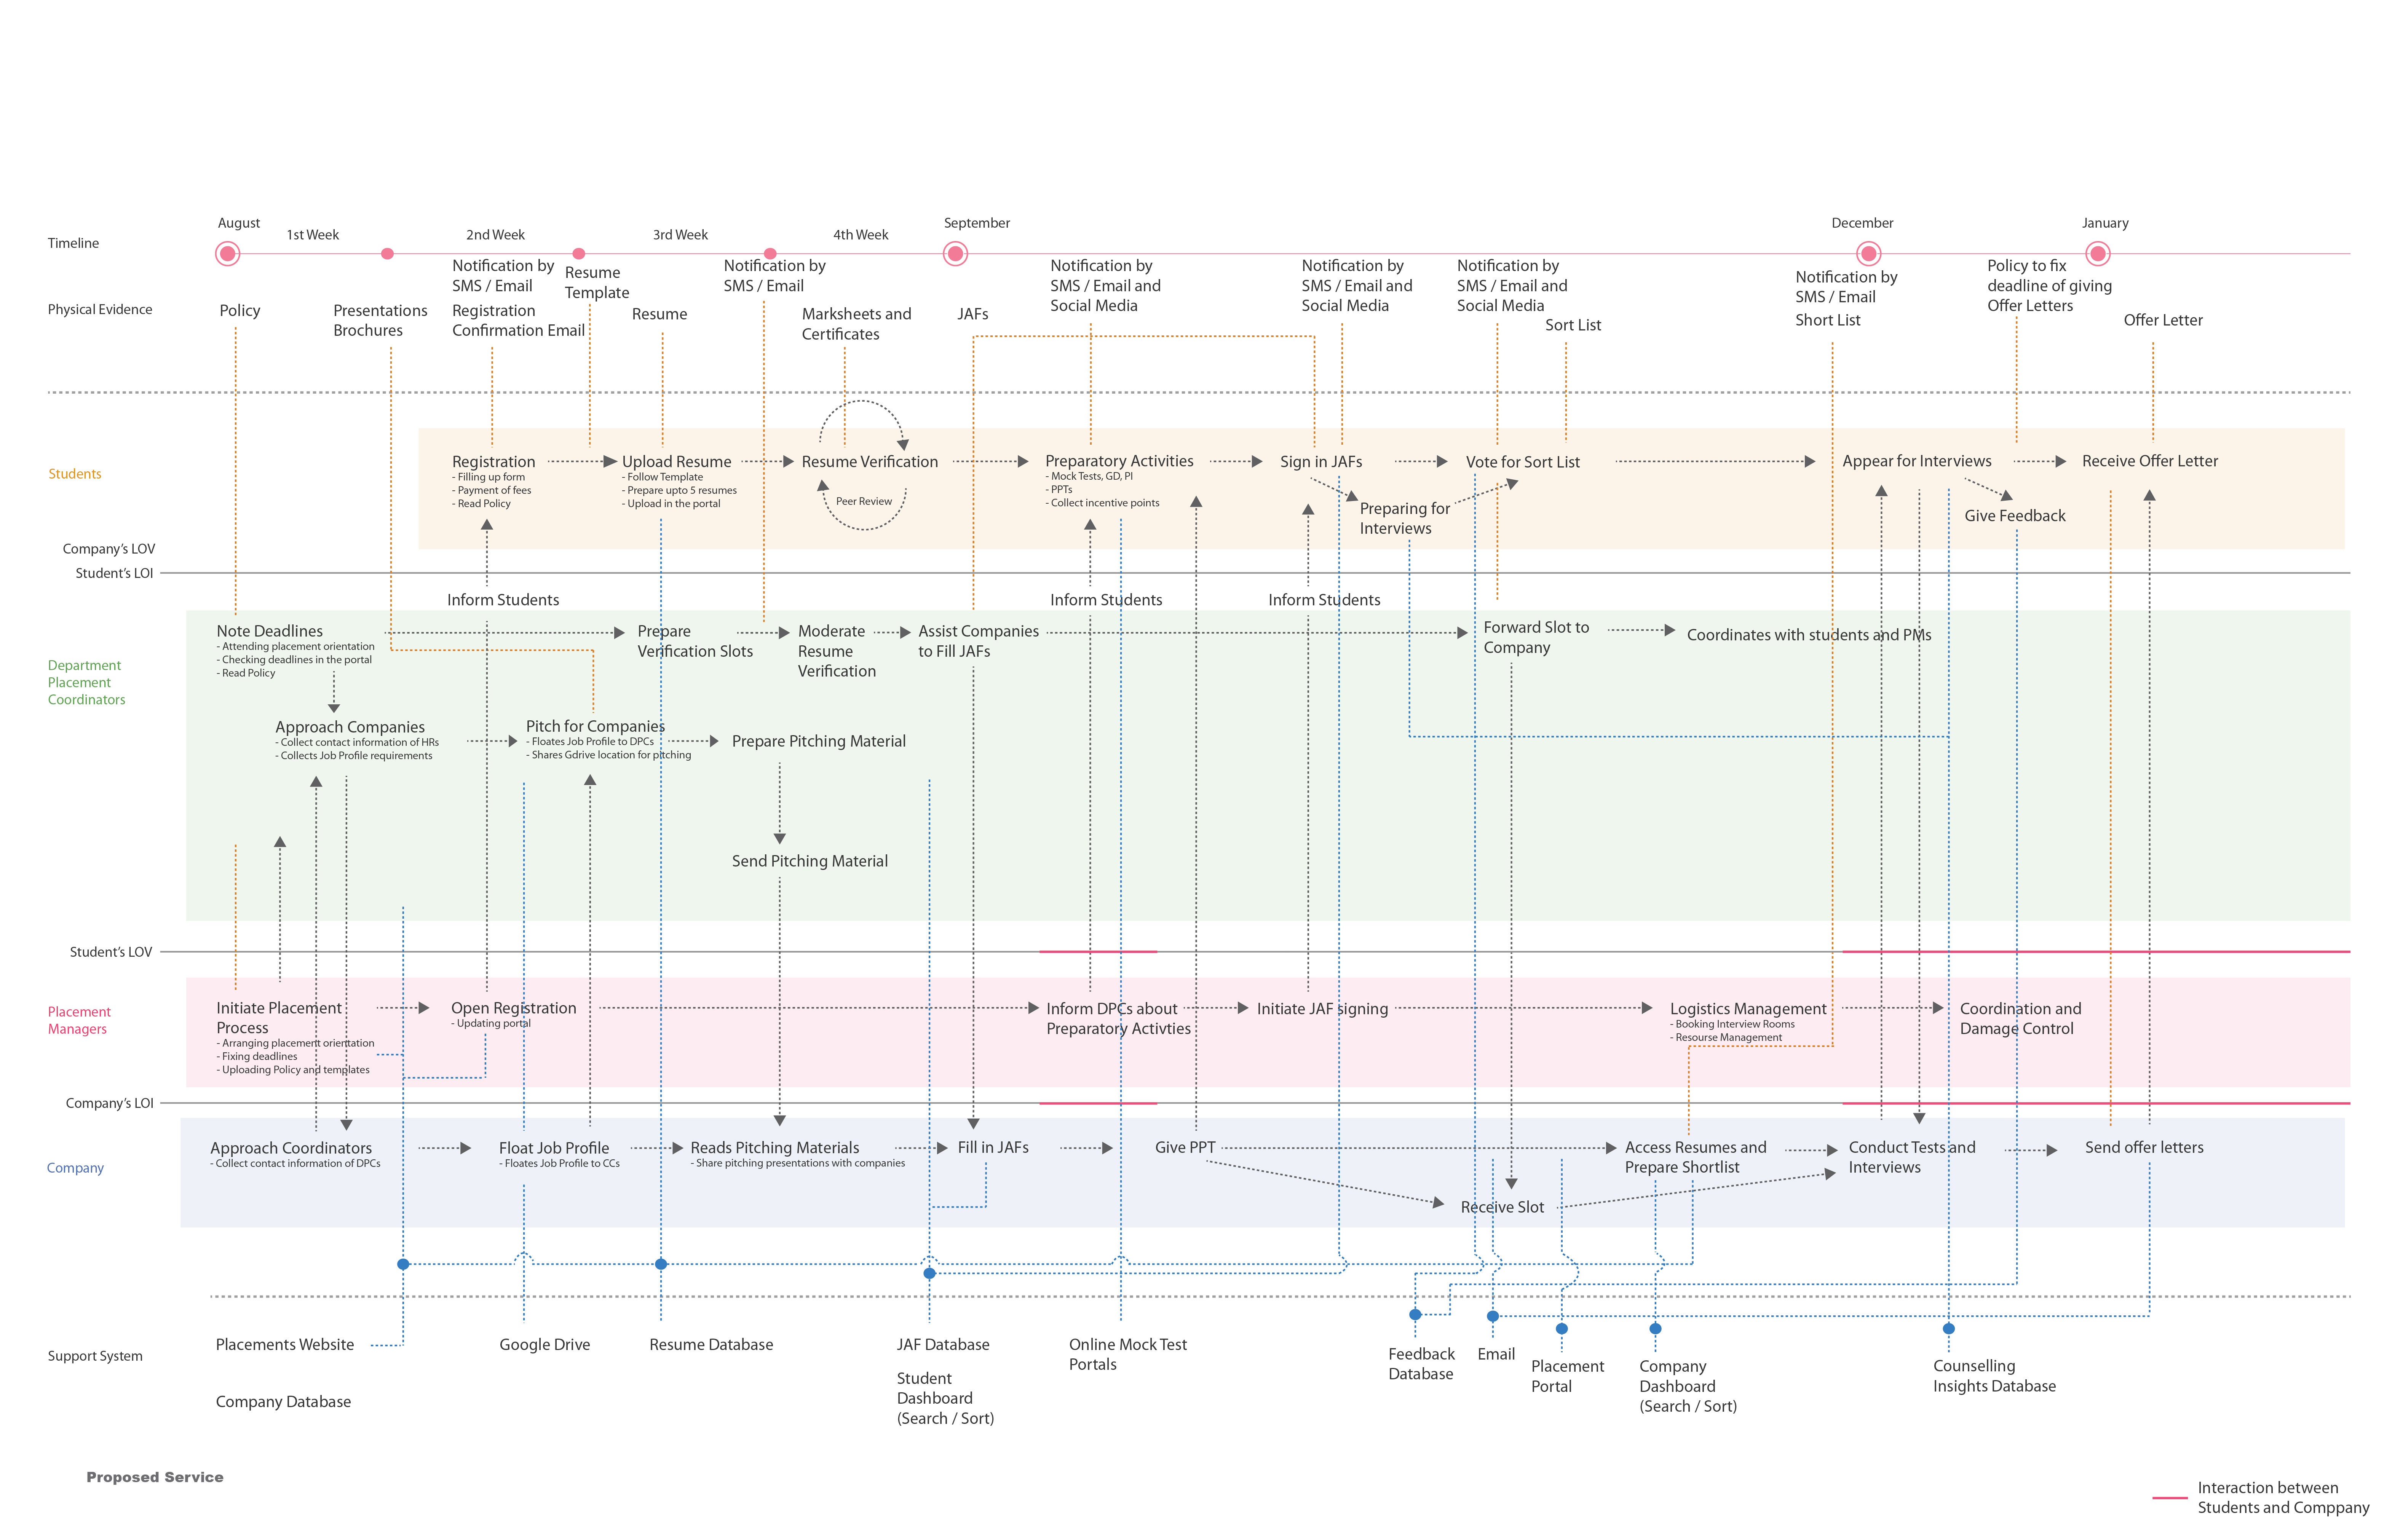 August
September
December
January
1st Week
2nd Week
3rd Week
4th Week
Timeline
Physical Evidence
Policy
Presentations
Brochures
Notification by
SMS / Email
Registration
Confirmation Email
Resume
Template
Resume
Notification by
SMS / Email
Marksheets and
Certificates
JAFs
Notification by
SMS / Email and
Social Media
Notification by
SMS / Email and
Social Media
Notification by
SMS / Email and
Social Media
Sort List
Notification by
SMS / Email
Short List
Policy to fix
deadline of giving
Offer Letters
Offer Letter
Students
Registration
- Filling up form
- Payment of fees
- Read Policy
Upload Resume
- Follow Template
- Prepare upto 5 resumes
- Upload in the portal
Resume Verification
Peer Review
Preparatory Activities
- Mock Tests, GD, PI
- PPTs
- Collect incentive points
Sign in JAFs
Preparing for
Interviews
Vote for Sort List
Appear for Interviews
Give Feedback
Receive Offer Letter
Company's LOV
Student's LOI
Inform Students
Inform Students
Inform Students
Department
Placement
Coordinators
Note Deadlines
- Attending placement orientation
- Checking deadlines in the portal
- Read Policy
Prepare
Verification Slots
Moderate
Resume
Verification
Assist Companies
to Fill JAFs
Forward Slot to
Company
Coordinates with students and PMs
Approach Companies
- Collect contact information of HRs
- Collects Job Profile requirements
Pitch for Companies
- Floates Job Profile to DPCs
- Shares Gdrive location for pitching
Prepare Pitching Material
Send Pitching Material
Student's LOV
Placement
Managers
Initiate Placement
Process
- Arranging placement orientation
- Fixing deadlines
- Uploading Policy and templates
Open Registration
- Updating portal
Inform DPCs about
Preparatory Activties
Initiate JAF signing
Logistics Management
- Booking Interview Rooms
- Resourse Management
Coordination and
Damage Control
Company's LOI
Company
Approach Coordinators
- Collect contact information of DPCs
Float Job Profile
- Floates Job Profile to CCs
Reads Pitching Materials
- Share pitching presentations with companies
Fill in JAFs
Give PPT
Receive Slot
Access Resumes and
Prepare Shortlist
Conduct Tests and
Interviews
Send offer letters
Support System
Placements Website
Company Database
Google Drive
Resume Database
JAF Database
Student
Dashboard
(Search / Sort)
Online Mock Test
Portals
Feedback
Database
Email
Placement
Portal
Company
Dashboard
(Search / Sort)
Counselling
Insights Database
Proposed Service
Interaction between
Students and Comppany